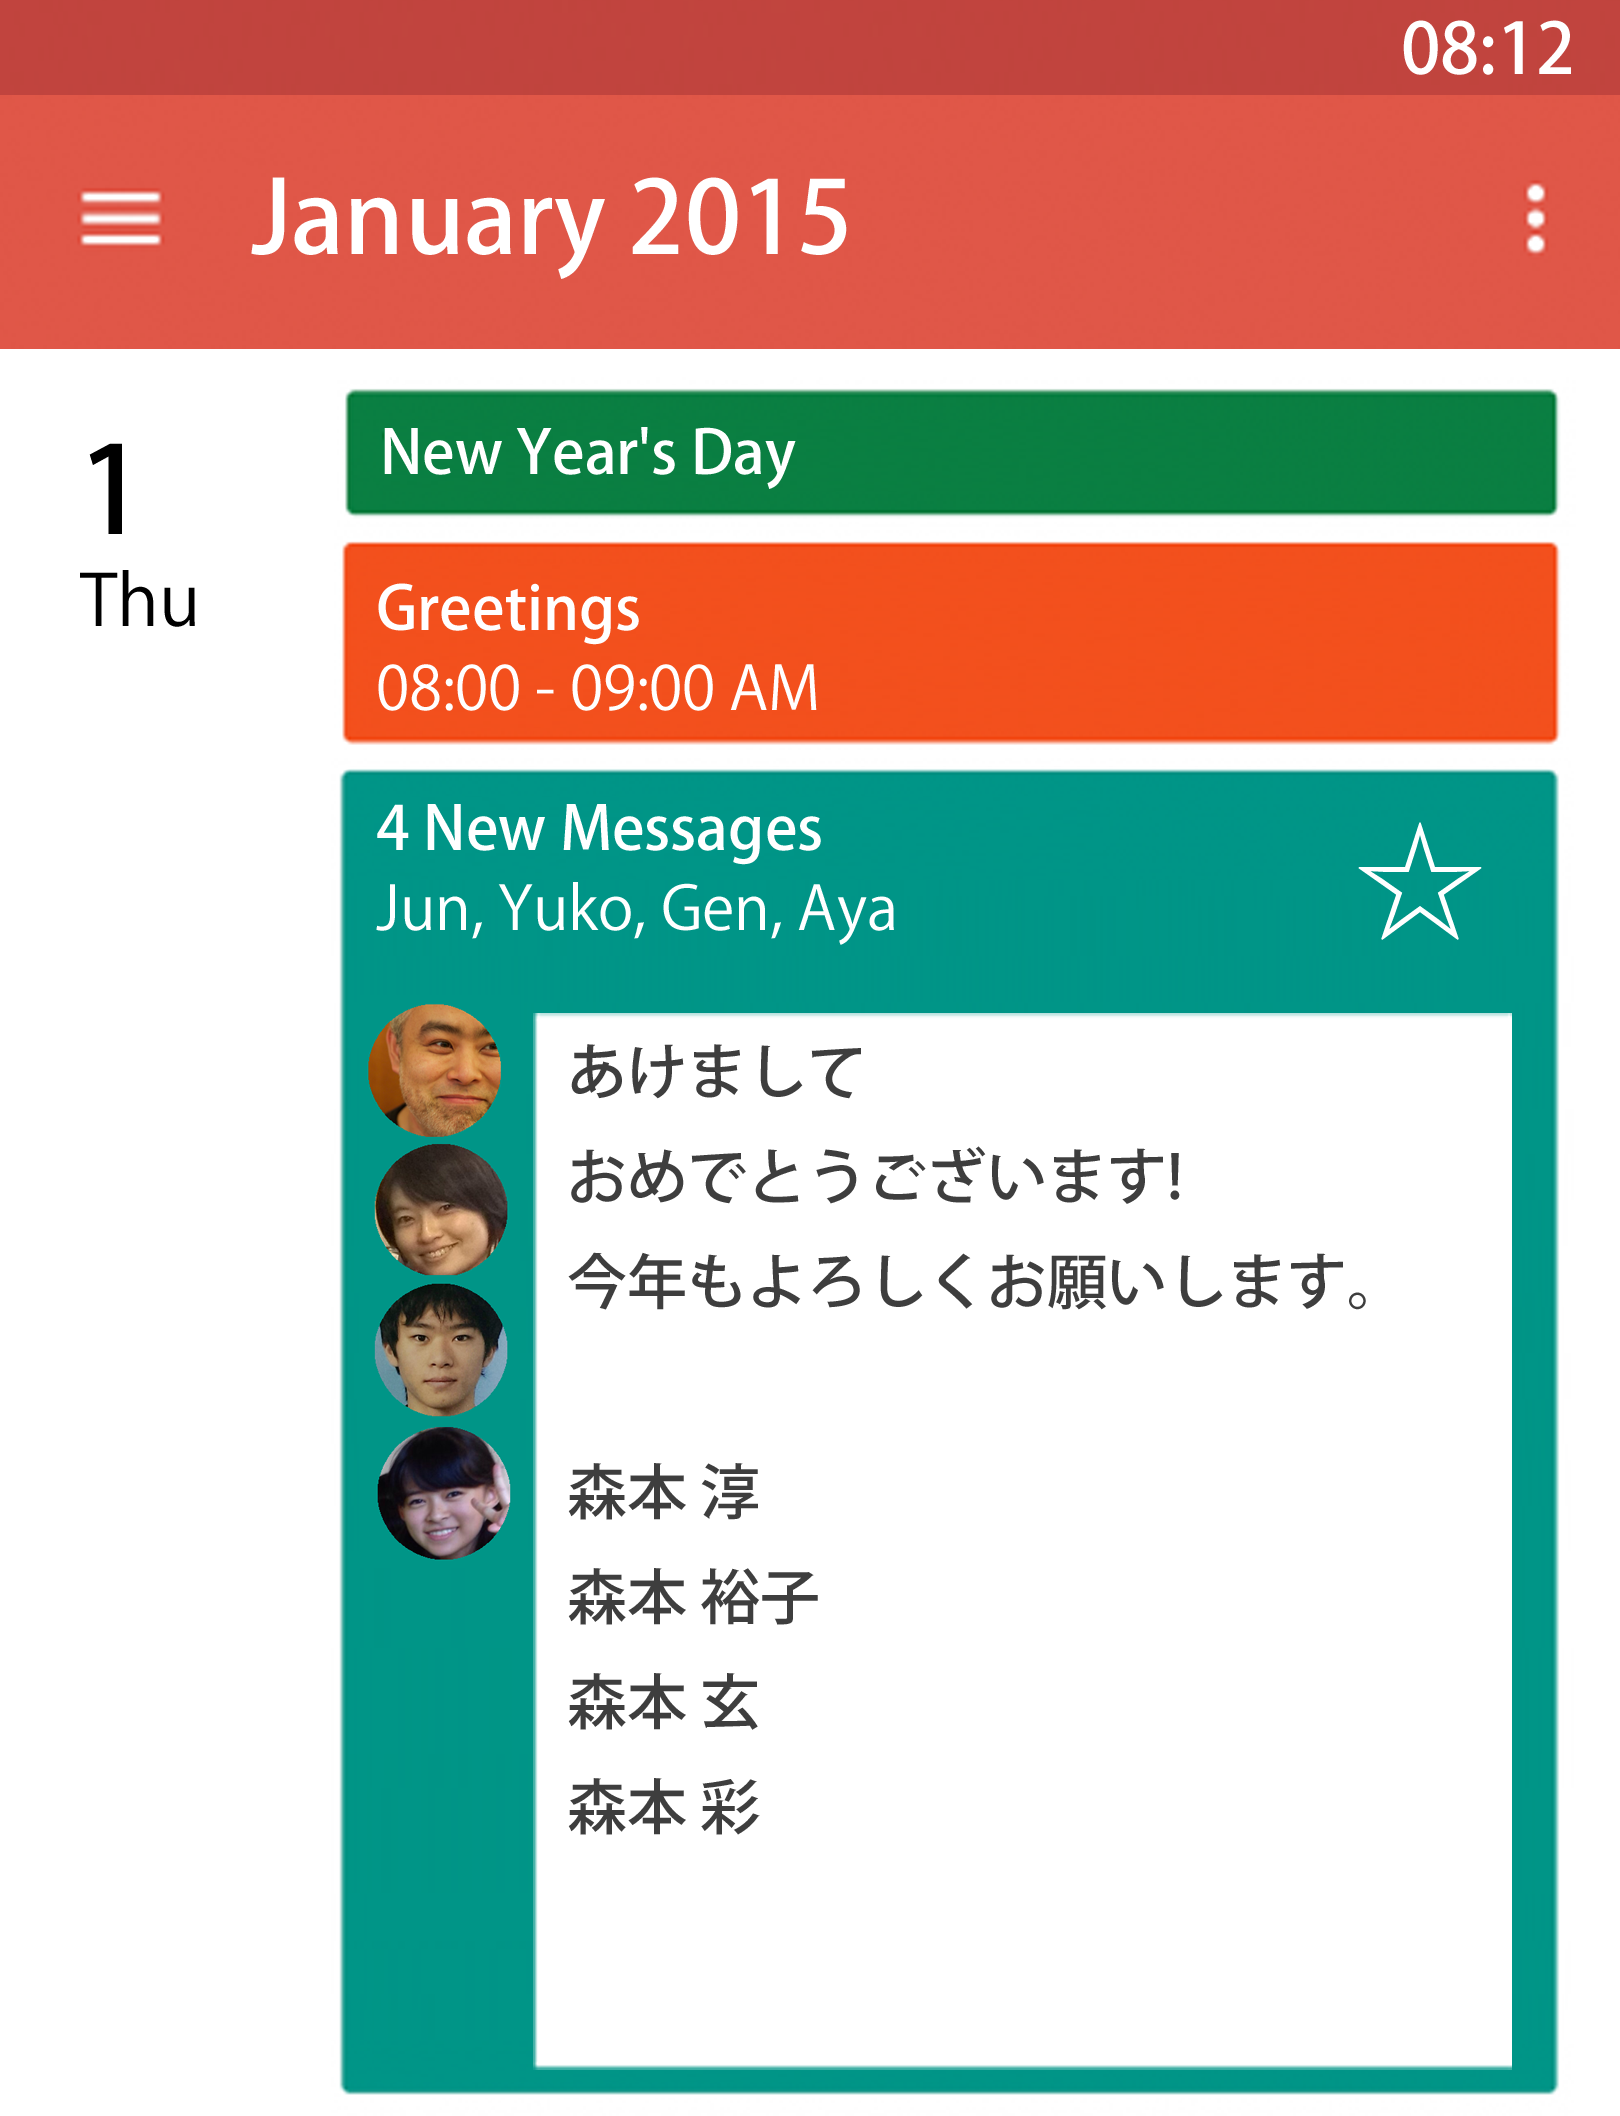 08:12
January 2015
1
Thu
New Year's Day
Greetings
08:00 - 09:00 AM
4 New Messages
Jun, Yuko, Gen, Aya
あけまして
おめでとうございます!
今年もよろしくお願いします。
森本 淳
森本 裕子
森本 玄
森本 彩